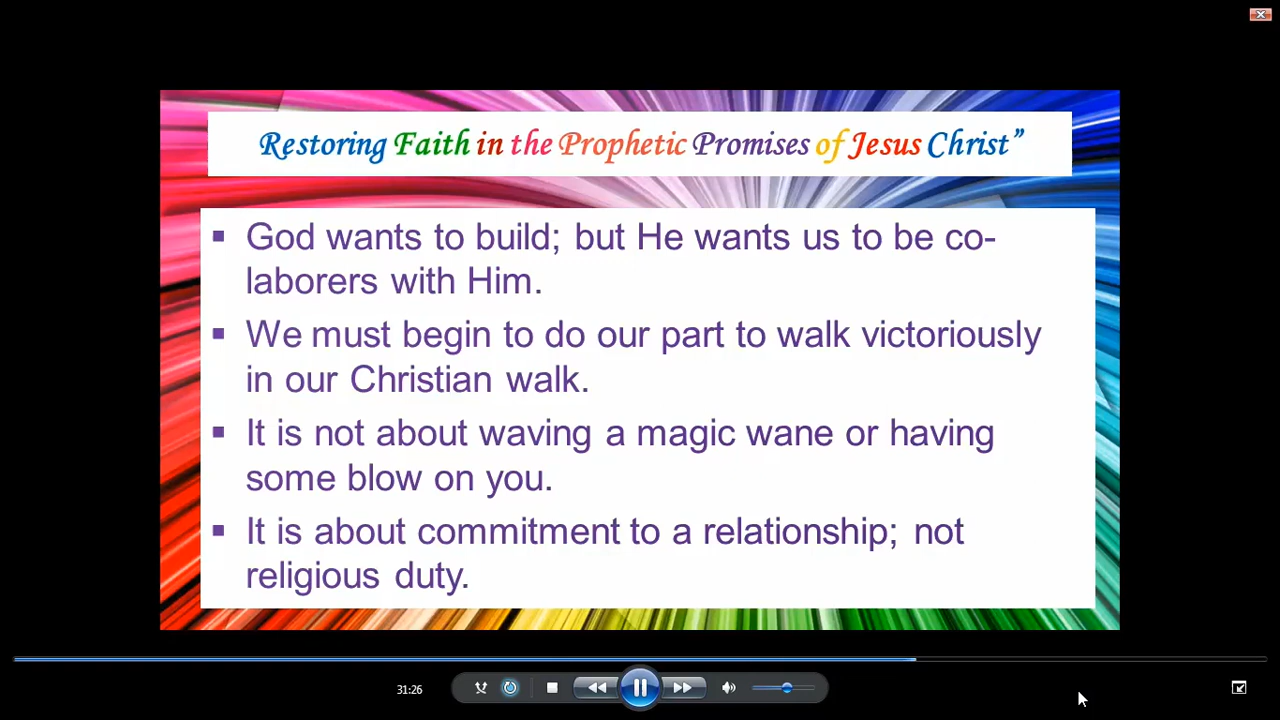 Restoring Faith in the Prophetic Promises of Jesus Christ”
▪ God wants to build; but He wants us to be co-
laborers with Him.
▪ We must begin to do our part to walk victoriously
in our Christian walk.
▪ It is not about waving a magic wane or having
some blow on you.
▪ It is about commitment to a relationship; not
religious duty.
31:26